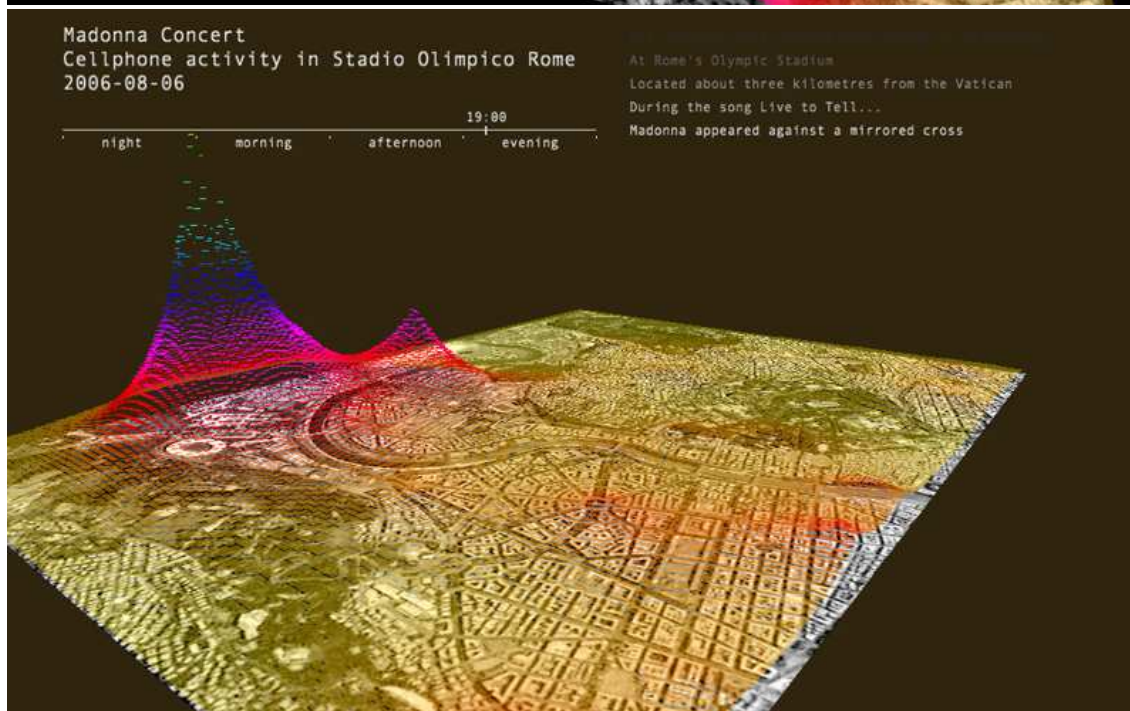 Madonna Concert
Cellphone activity in Stadio Olimpico Rome
2006-08-06
19:00
night morning afternoon evening
At Rome's Olympic Stadium
Located about three kilometres from the Vatican
During the song Live to Tell...
Madonna appeared against a mirrored cross